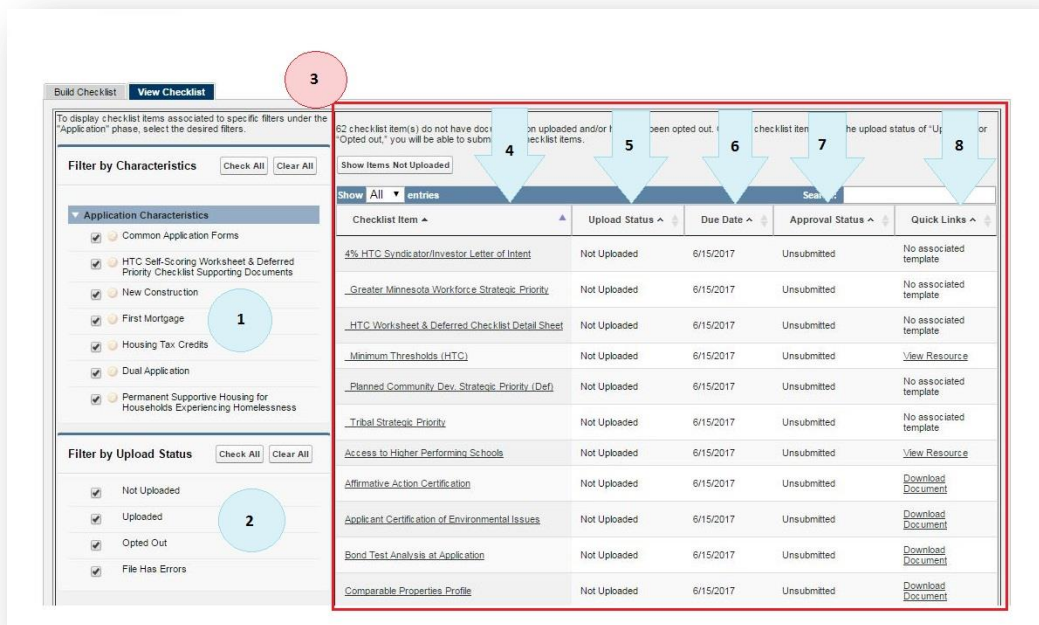 3
Build Checklist View Checklist
To display checklist items associated to specific filters under the
"Application" phase, select the desired filters.
Filter by Characteristics Check All Clear All
Application Characteristics
Common Application Forms
HTC Self-Scoring Worksheet & Deferred
Priority Checklist Supporting Documents
New Construction
First Mortgage
1
Housing Tax Credits
Dual Application
Permanent Supportive Housing for
Households Experiencing Homelessness
Filter by Upload Status Check All Clear All
Not Uploaded
Uploaded
2
Opted Out
File Has Errors
62 checklist item(s) do not have doc on uploaded and/or h been opted out. checklist item the upload status of "Up or
"Opted out," you will be able to subm ecklist items.
4 5 6 7 8
Show Items Not Uploaded
Show All entries Sea
Checklist Item Upload Status Due Date Approval Status Quick Links
4% HTC Syndicator/Investor Letter of Intent Not Uploaded 6/15/2017 Unsubmitted No associated
template
_Greater Minnesota Workforce Strategic Priority Not Uploaded 6/15/2017 Unsubmitted No associated
template
_HTC Worksheet & Deferred Checklist Detail Sheet Not Uploaded 6/15/2017 Unsubmitted No associated
template
_Minimum Thresholds (HTC) Not Uploaded 6/15/2017 Unsubmitted View Resource
_Planned Community Dev. Strategic Priority (Def) Not Uploaded 6/15/2017 Unsubmitted No associated
template
_Tribal Strategic Priority Not Uploaded 6/15/2017 Unsubmitted No associated
template
Access to Higher Performing Schools Not Uploaded 6/15/2017 Unsubmitted View Resource
Affirmative Action Certification Not Uploaded 6/15/2017 Unsubmitted Download
Document
Applicant Certification of Environmental Issues Not Uploaded 6/15/2017 Unsubmitted Download
Document
Bond Test Analysis at Application Not Uploaded 6/15/2017 Unsubmitted Download
Document
Comparable Properties Profile Not Uploaded 6/15/2017 Unsubmitted Download
Document